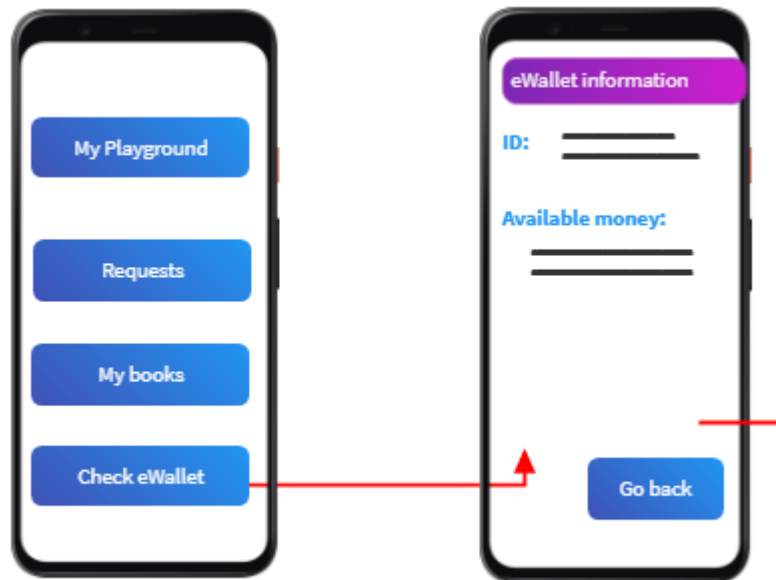 My Playground
Requests
My books
Check eWallet
eWallet information
ID:
Available money:
Go back